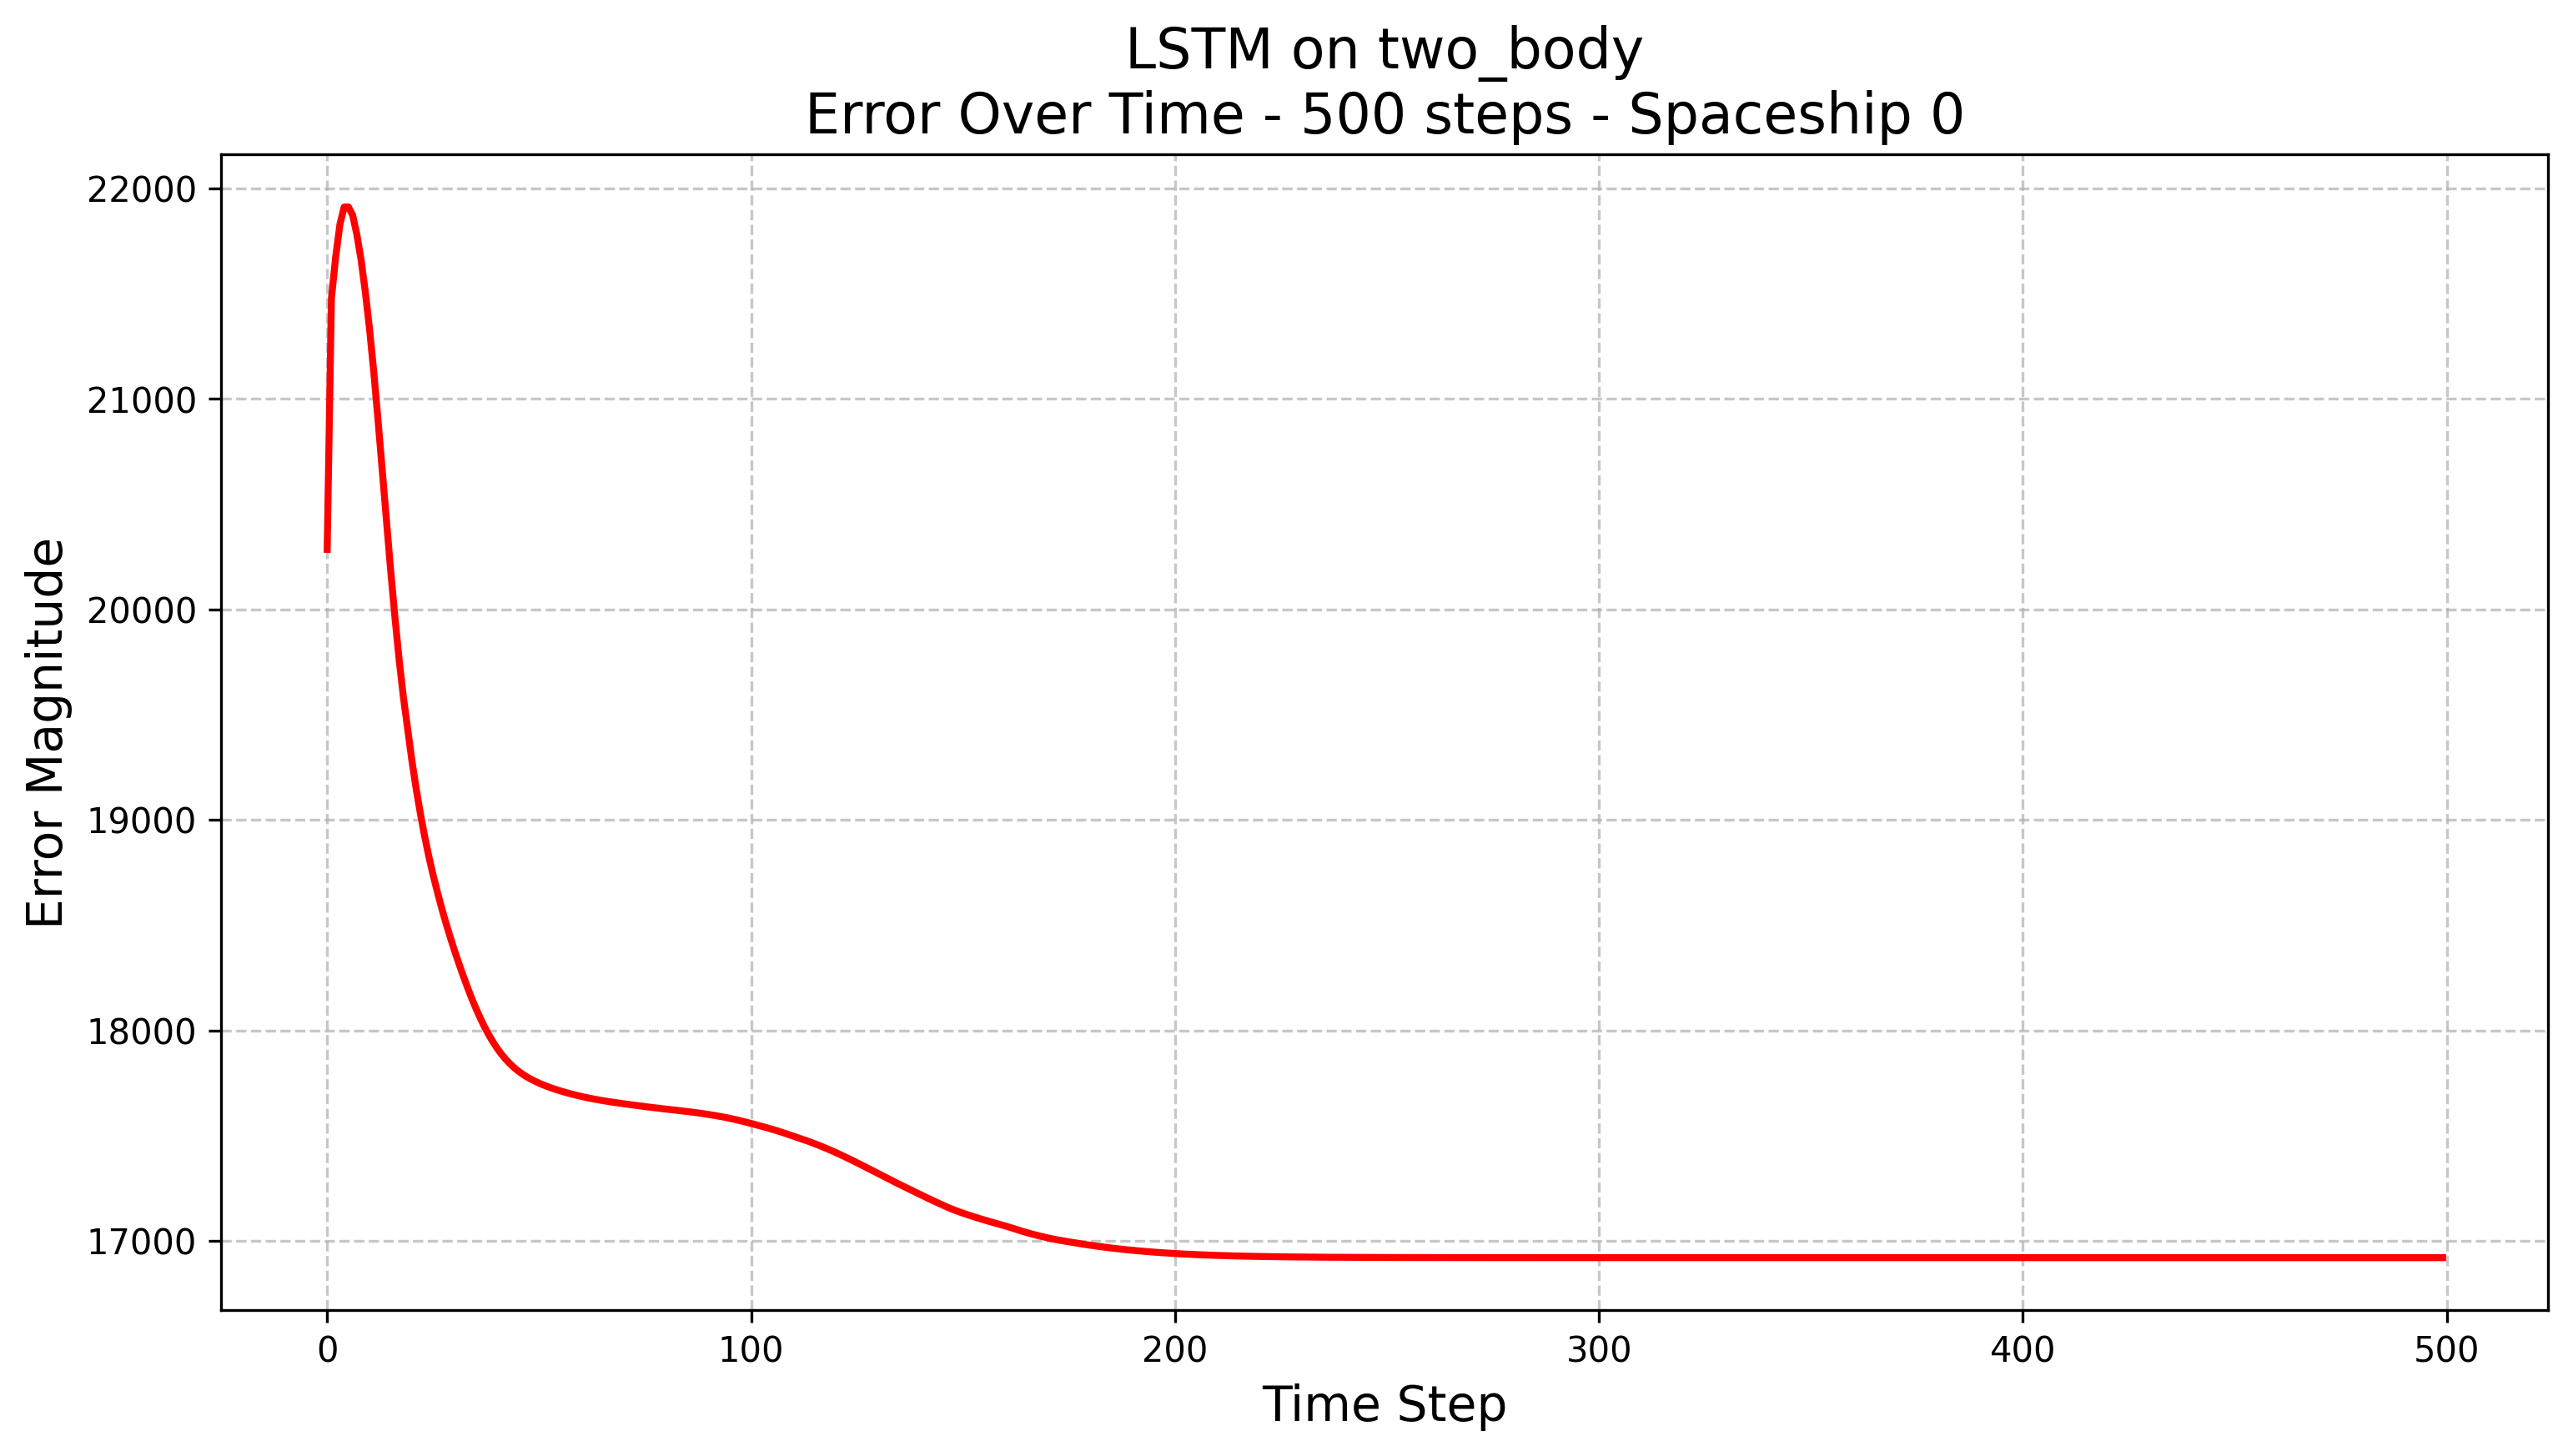 LSTM on two_body
Error Over Time - 500 steps - Spaceship 0
22000
21000
20000
19000
18000
17000
Error Magnitude
0 100 200 300 400 500
Time Step